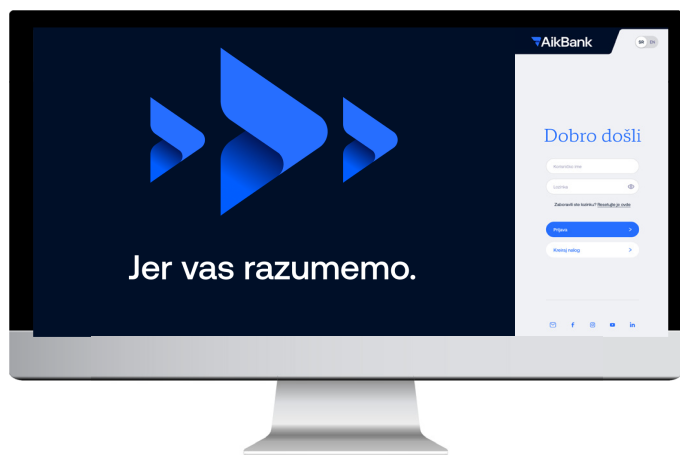 AikBank
SR EN
Dobro došli
Korisničko ime
Lozinka
Zaboravili ste lozinku? Resetujte je ovde
Prijava
Kreiraj nalog
Jer vas razumemo.